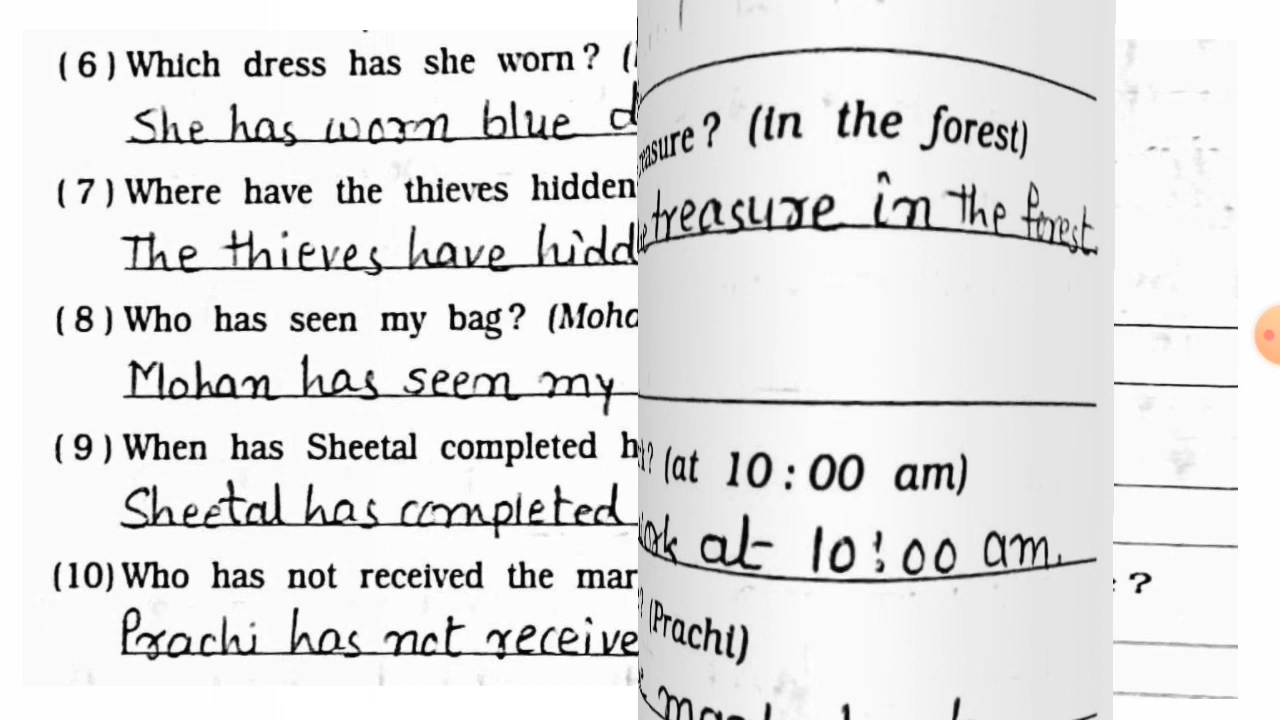 (6) Which dress has she worn? (
She has worn blue d
(7) Where have the thieves hidden
easure? (in the forest)
The thieves have hidd
treasure in the forest
(8) Who has seen my bag? (Moha
Mohan has seen my
(9) When has Sheetal completed h
? (at 10:00 am)
Sheetal has completed
ork at 10:00 am.
(10) Who has not received the mar
? (Prachi)
Prachi has not receive
?